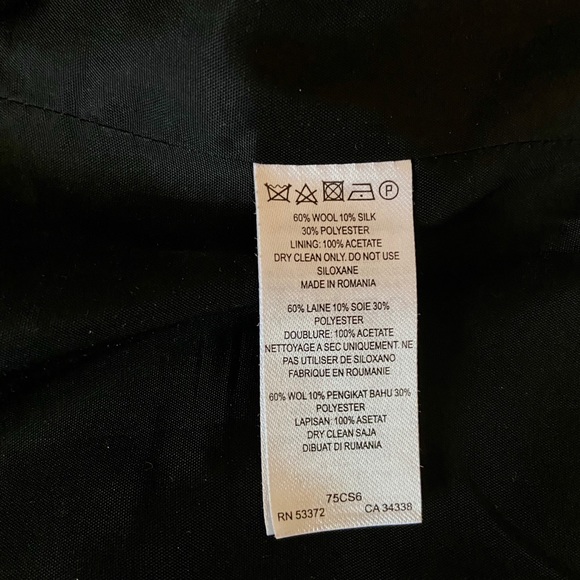 P
60% WOOL 10% SILK
30% POLYESTER
LINING: 100% ACETATE
DRY CLEAN ONLY. DO NOT USE
SILOXANE
MADE IN ROMANIA
60% LAINE 10% SOIE 30%
POLYESTER
DOUBLURE: 100% ACETATE
NETTOYAGE A SEC UNIQUEMENT. NE
PAS UTILISER DE SILOXANO
FABRIQUE EN ROUMANIE
60% WOL 10% PENGIKAT BAHU 30%
POLYESTER
LAPISAN: 100% ASETAT
DRY CLEAN SAJA
DIBUAT DI RUMANIA
75CS6
RN 53372 CA 34338